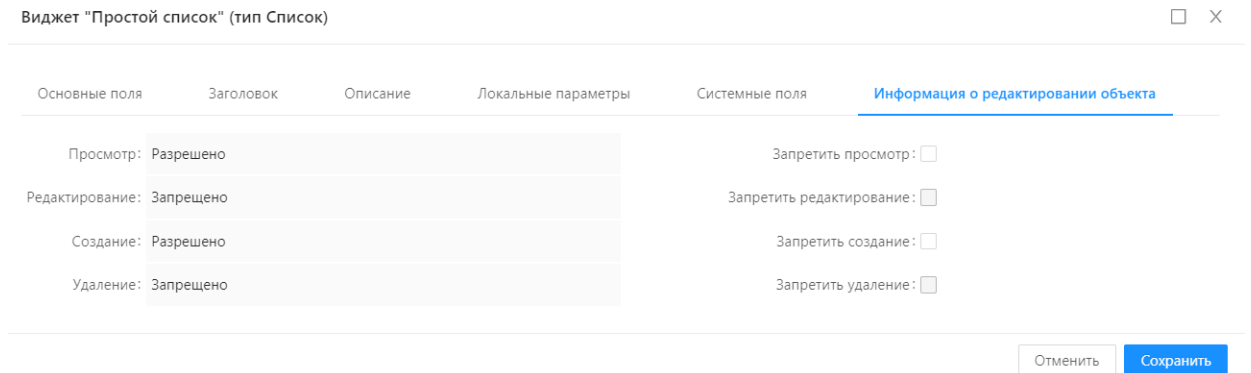 Виджет "Простой список" (тип Список)
Основные поля Заголовок Описание Локальные параметры Системные поля Информация о редактировании объекта
Просмотр: Разрешено Запретить просмотр:
Редактирование: Запрещено Запретить редактирование:
Создание: Разрешено Запретить создание:
Удаление: Запрещено Запретить удаление:
Отменить Сохранить